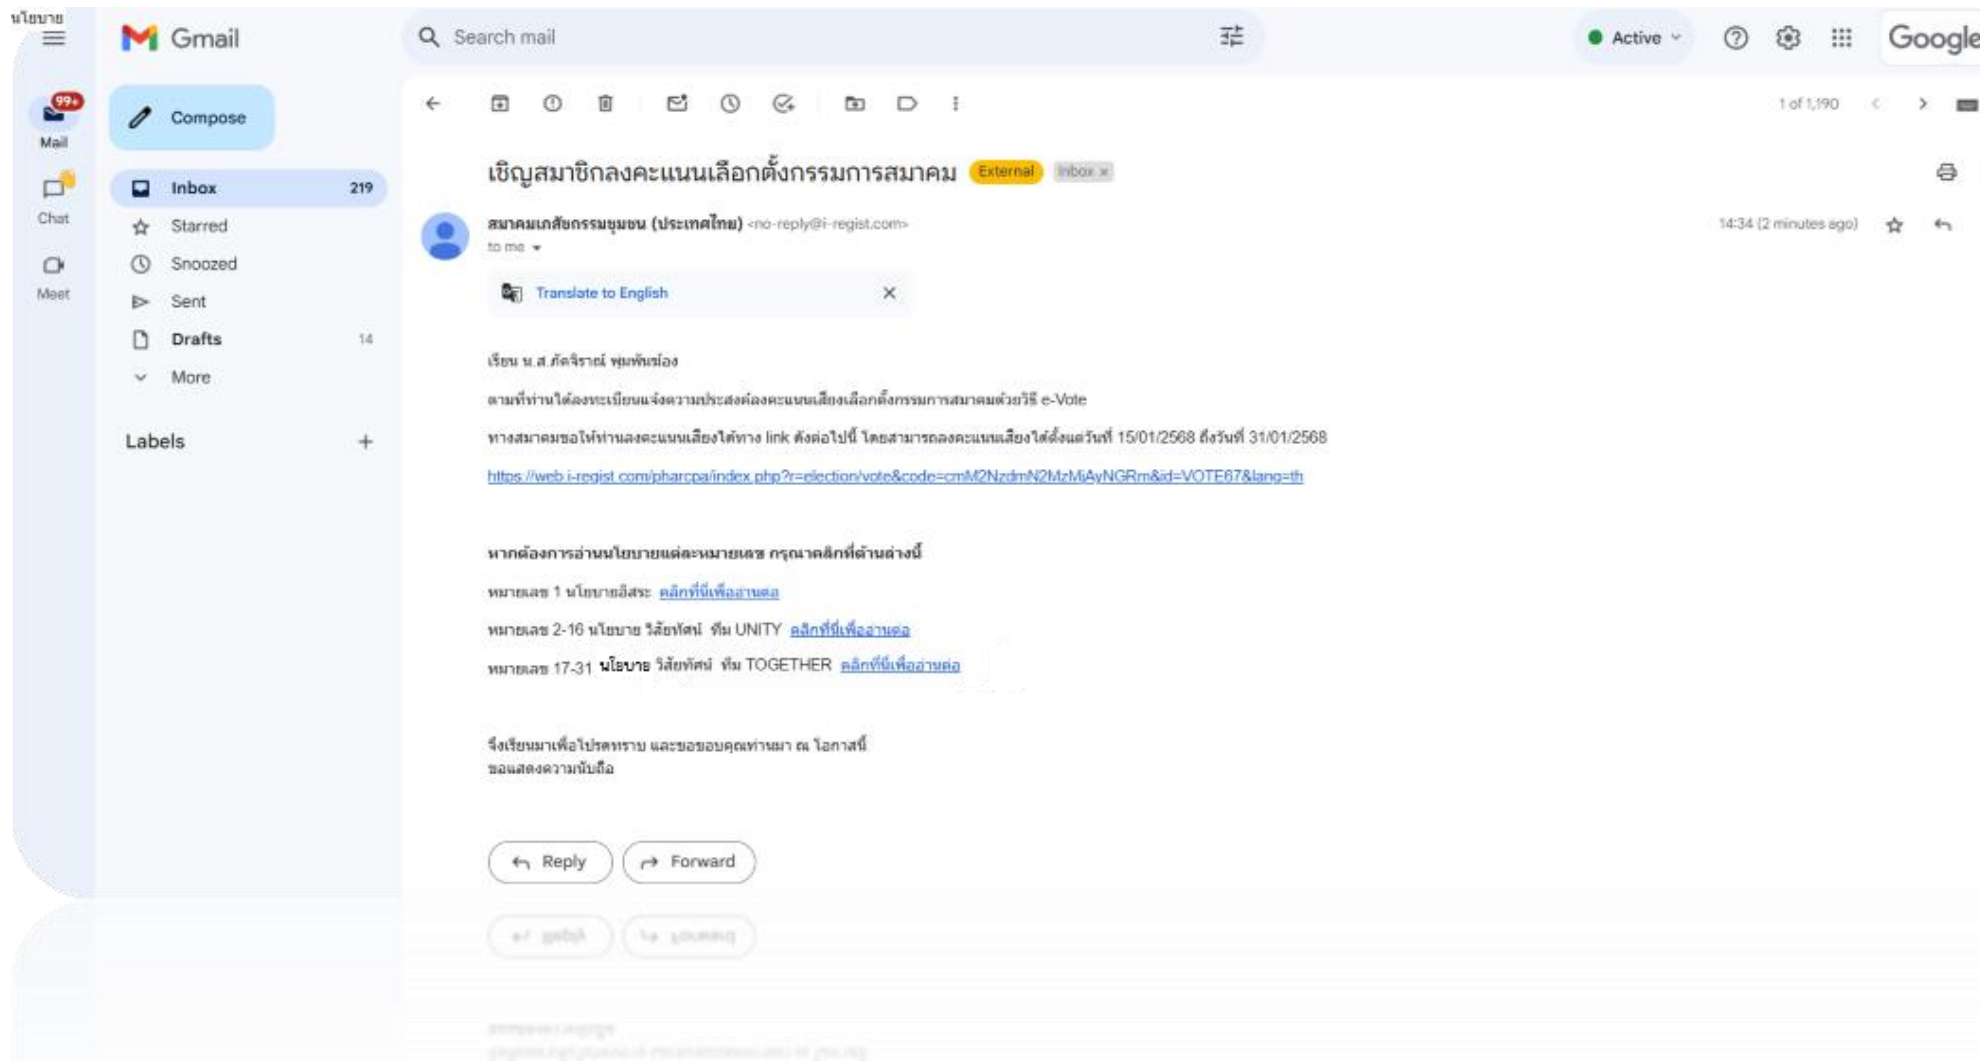 นโยบาย
Gmail
Search mail
Active
Google
99+
Mail
Compose
1 of 1,190
Chat
Meet
Inbox 219
Starred
Snoozed
Sent
Drafts 14
More
Labels +
เชิญสมาชิกลงคะแนนเลือกตั้งกรรมการสมาคม External Inbox x
สมาคมเภสัชกรรมชุมชน (ประเทศไทย) <no-reply@i-regist.com> 14:34 (2 minutes ago)
to me
Translate to English
เรียน น.ส.ภัคจิราณ์ พุ่มพันฆ้อง
ตามที่ท่านได้ลงทะเบียนแจ้งความประสงค์ลงคะแนนเสียงเลือกตั้งกรรมการสมาคมด้วยวิธี e-Vote
ทางสมาคมขอให้ท่านลงคะแนนเสียงได้ทาง link ดังต่อไปนี้ โดยสามารถลงคะแนนเสียงได้ตั้งแต่วันที่ 15/01/2568 ถึงวันที่ 31/01/2568
https://web.i-regist.com/pharcpa/index.php?r=election/vote&code=cmM2NzdmN2MzMiAyNGRm&id=VOTE67&lang=th
หากต้องการอ่านนโยบายแต่ละหมายเลข กรุณาคลิกที่ด้านล่างนี้
หมายเลข 1 นโยบายอิสระ คลิกที่นี่เพื่ออ่านต่อ
หมายเลข 2-16 นโยบาย วิสัยทัศน์ ทีม UNITY คลิกที่นี่เพื่ออ่านต่อ
หมายเลข 17-31 นโยบาย วิสัยทัศน์ ทีม TOGETHER คลิกที่นี่เพื่ออ่านต่อ
จึงเรียนมาเพื่อโปรดทราบ และขอขอบคุณท่านมา ณ โอกาสนี้
ขอแสดงความนับถือ
Reply
Forward